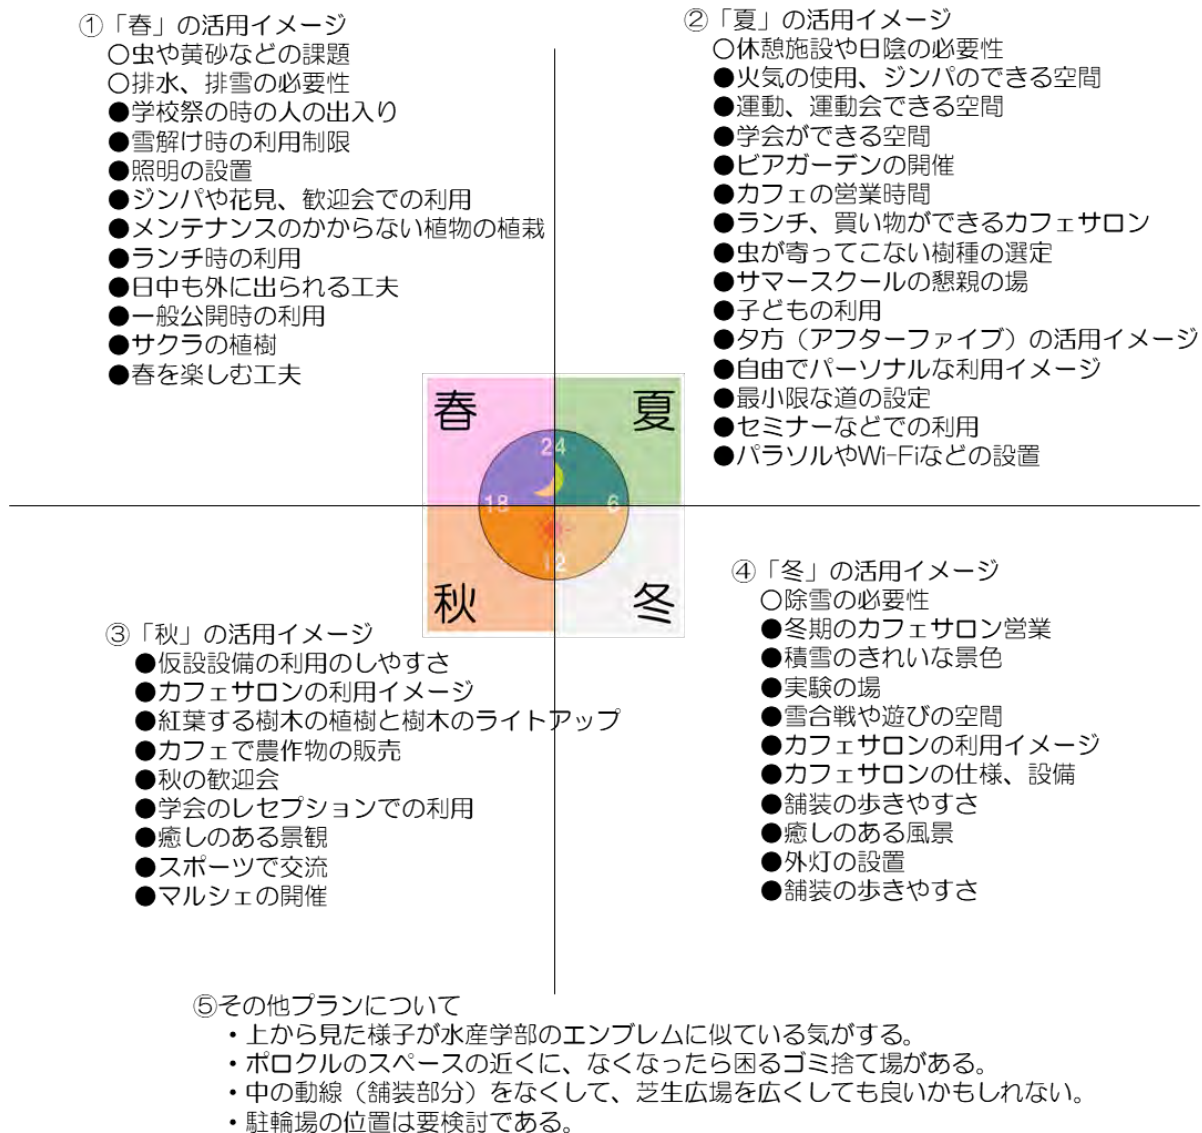 ①「春」の活用イメージ
○虫や黄砂などの課題
○排水、排雪の必要性
●学校祭の時の人の出入り
●雪解け時の利用制限
●照明の設置
●ジンパや花見、歓迎会での利用
●メンテナンスのかからない植物の植栽
●ランチ時の利用
●日中も外に出られる工夫
●一般公開時の利用
●サクラの植樹
●春を楽しむ工夫
②「夏」の活用イメージ
○休憩施設や日陰の必要性
●火気の使用、ジンパのできる空間
●運動、運動会できる空間
●学会ができる空間
●ビアガーデンの開催
●カフェの営業時間
●ランチ、買い物ができるカフェサロン
●虫が寄ってこない樹種の選定
●サマースクールの懇親の場
●子どもの利用
●夕方（アフターファイブ）の活用イメージ
●自由でパーソナルな利用イメージ
●最小限な道の設定
●セミナーなどでの利用
●パラソルやWi-Fiなどの設置
春
夏
24
18
6
12
秋
冬
③「秋」の活用イメージ
●仮設設備の利用のしやすさ
●カフェサロンの利用イメージ
●紅葉する樹木の植樹と樹木のライトアップ
●カフェで農作物の販売
●秋の歓迎会
●学会のレセプションでの利用
●癒しのある景観
●スポーツで交流
●マルシェの開催
④「冬」の活用イメージ
○除雪の必要性
●冬期のカフェサロン営業
●積雪のきれいな景色
●実験の場
●雪合戦や遊びの空間
●カフェサロンの利用イメージ
●カフェサロンの仕様、設備
●舗装の歩きやすさ
●癒しのある風景
●外灯の設置
●舗装の歩きやすさ
⑤その他プランについて
・上から見た様子が水産学部のエンブレムに似ている気がする。
・ポロクルのスペースの近くに、なくなったら困るゴミ捨て場がある。
・中の動線（舗装部分）をなくして、芝生広場を広くしても良いかもしれない。
・駐輪場の位置は要検討である。